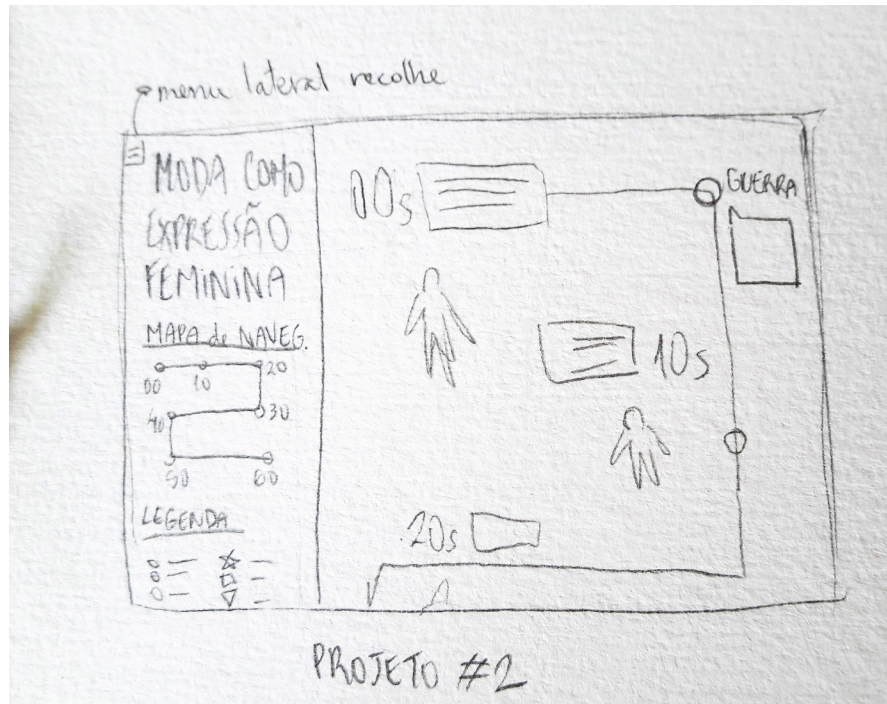 menu lateral recolhe
MODA COMO
EXPRESSÃO
FEMININA
MAPA de NAVEG.
00 10 20
40 30
50 60
LEGENDA
00s
GUERRA
10s
20s
PROJETO #2